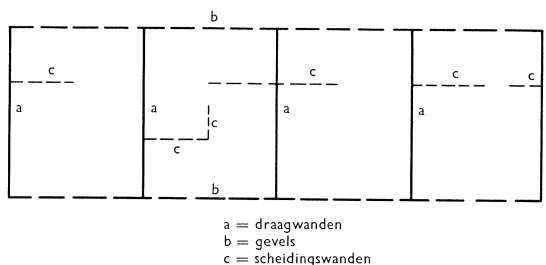 b
c
c
c
c
a
a
a
a
c
c
b
a = draagwanden
b = gevels
c = scheidingswanden